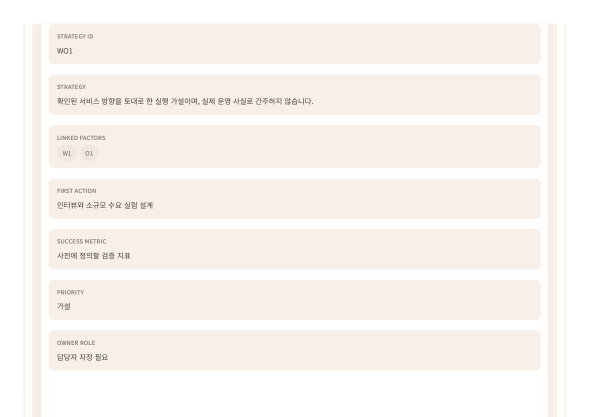 STRATEGY ID
WO1
STRATEGY
확인된 서비스 방향을 토대로 한 실행 가설이며, 실제 운영 사실로 간주하지 않습니다.
LINKED FACTORS
W1 O1
FIRST ACTION
인터뷰와 소규모 수요 실험 설계
SUCCESS METRIC
사전에 정의할 검증 지표
PRIORITY
가설
OWNER ROLE
담당자 지정 필요